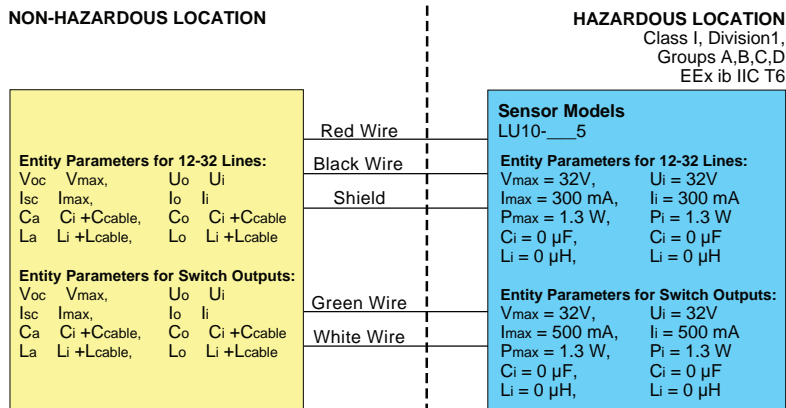 NON-HAZARDOUS LOCATION
HAZARDOUS LOCATION
Class I, Division1,
Groups A,B,C,D
EEx ib IIC T6
Entity Parameters for 12-32 Lines:
Voc Vmax, Uo Ui
Isc Imax, Io Ii
Ca Ci +Ccable, Co Ci +Ccable
La Li +Lcable, Lo Li +Lcable
Entity Parameters for Switch Outputs:
Voc Vmax, Uo Ui
Isc Imax, Io Ii
Ca Ci +Ccable, Co Ci +Ccable
La Li +Lcable, Lo Li +Lcable
Red Wire
Black Wire
Shield
Green Wire
White Wire
Sensor Models
LU10-___5
Entity Parameters for 12-32 Lines:
Vmax = 32V, Ui = 32V
Imax = 300 mA, Ii = 300 mA
Pmax = 1.3 W, Pi = 1.3 W
Ci = 0 µF, Ci = 0 µF
Li = 0 µH, Li = 0 µH
Entity Parameters for Switch Outputs:
Vmax = 32V, Ui = 32V
Imax = 500 mA, Ii = 500 mA
Pmax = 1.3 W, Pi = 1.3 W
Ci = 0 µF, Ci = 0 µF
Li = 0 µH, Li = 0 µH